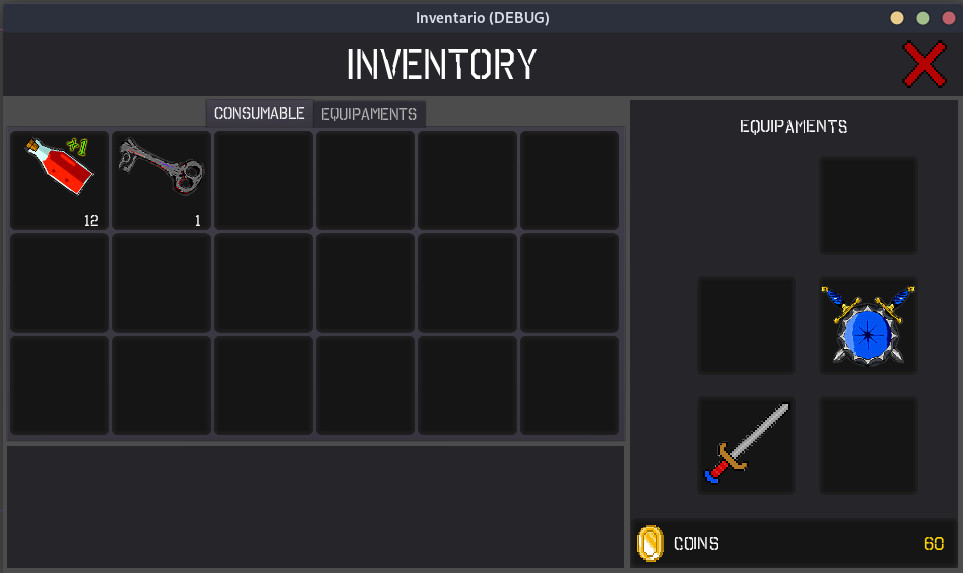 Inventario (DEBUG)
INVENTORY
CONSUMABLE
EQUIPAMENTS
+1
12
1
EQUIPAMENTS
COINS
60